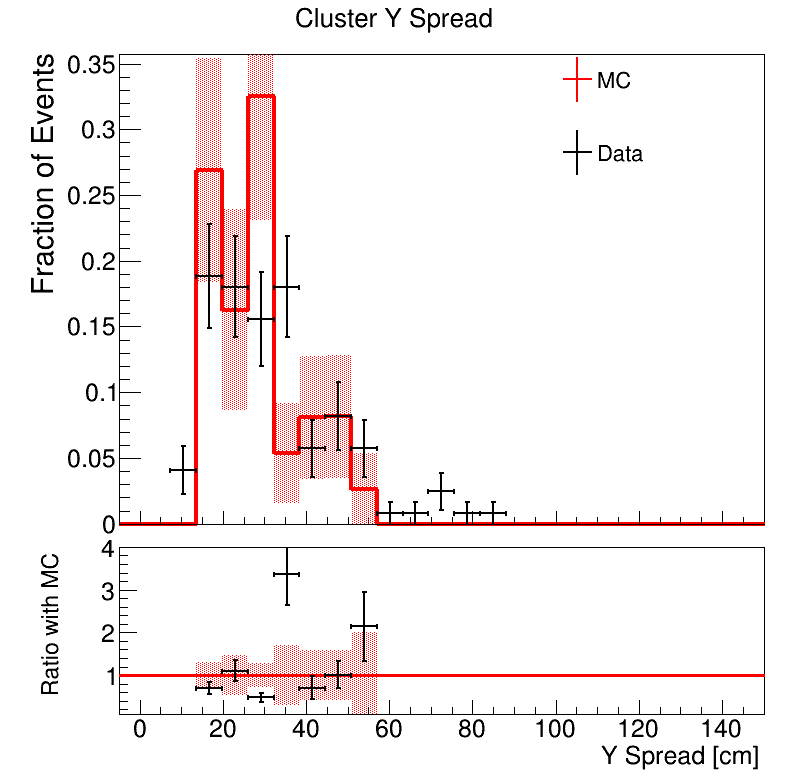 Cluster Y Spread
Fraction of Events
0.35
0.3
0.25
0.2
0.15
0.1
0.05
0
MC
Data
Ratio with MC
4
3
2
1
0 20 40 60 80 100 120 140
Y Spread [cm]